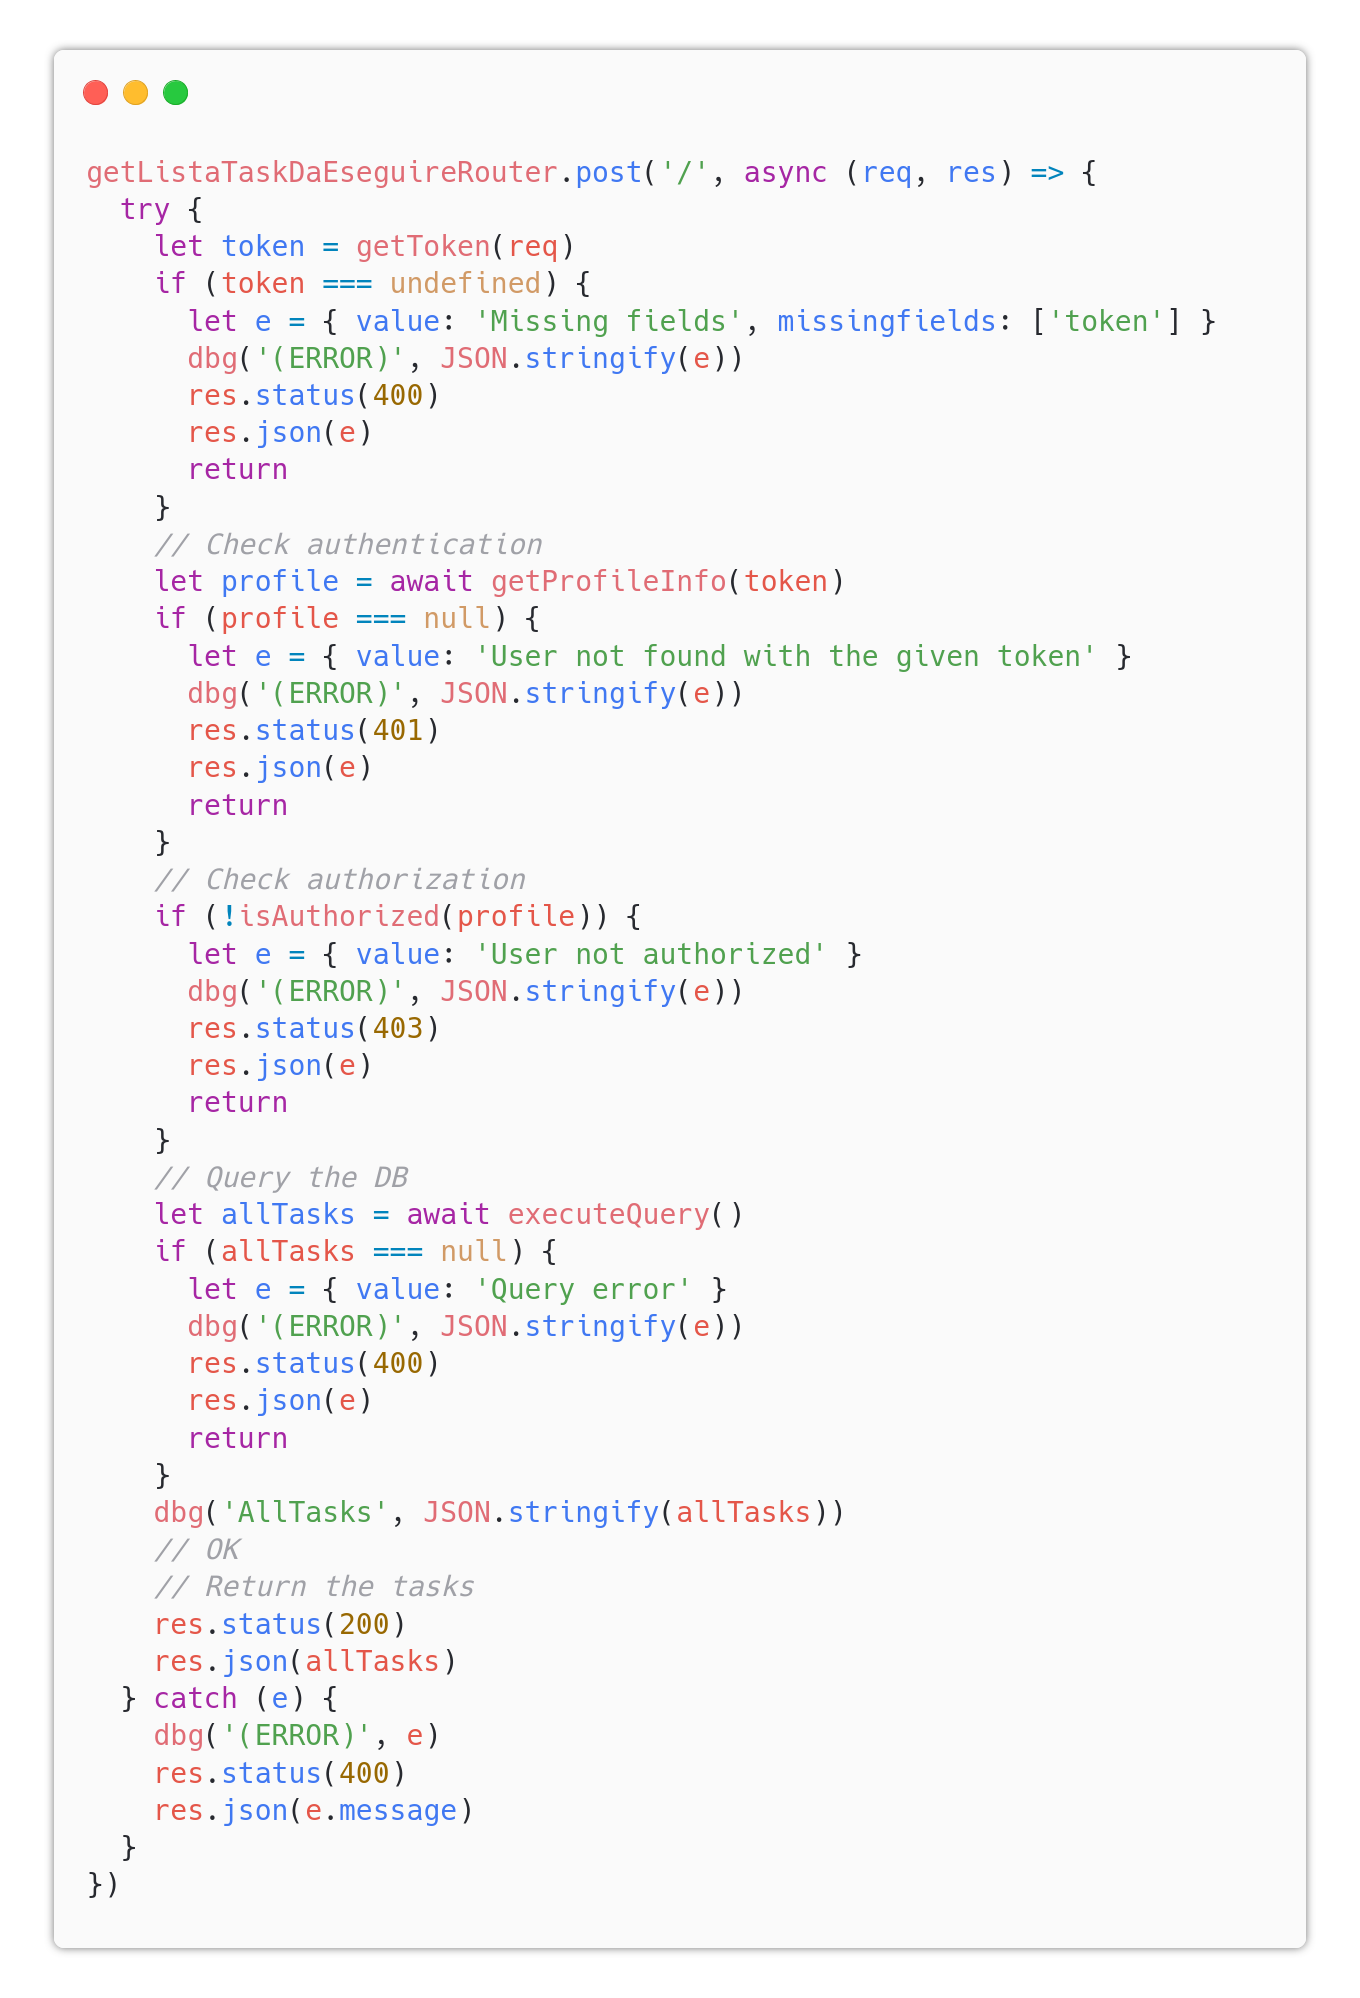 getListaTaskDaEseguireRouter.post('/', async (req, res) => {
  try {
    let token = getToken(req)
    if (token === undefined) {
      let e = { value: 'Missing fields', missingfields: ['token'] }
      dbg('(ERROR)', JSON.stringify(e))
      res.status(400)
      res.json(e)
      return
    }
    // Check authentication
    let profile = await getProfileInfo(token)
    if (profile === null) {
      let e = { value: 'User not found with the given token' }
      dbg('(ERROR)', JSON.stringify(e))
      res.status(401)
      res.json(e)
      return
    }
    // Check authorization
    if (!isAuthorized(profile)) {
      let e = { value: 'User not authorized' }
      dbg('(ERROR)', JSON.stringify(e))
      res.status(403)
      res.json(e)
      return
    }
    // Query the DB
    let allTasks = await executeQuery()
    if (allTasks === null) {
      let e = { value: 'Query error' }
      dbg('(ERROR)', JSON.stringify(e))
      res.status(400)
      res.json(e)
      return
    }
    dbg('AllTasks', JSON.stringify(allTasks))
    // OK
    // Return the tasks
    res.status(200)
    res.json(allTasks)
  } catch (e) {
    dbg('(ERROR)', e)
    res.status(400)
    res.json(e.message)
  }
})